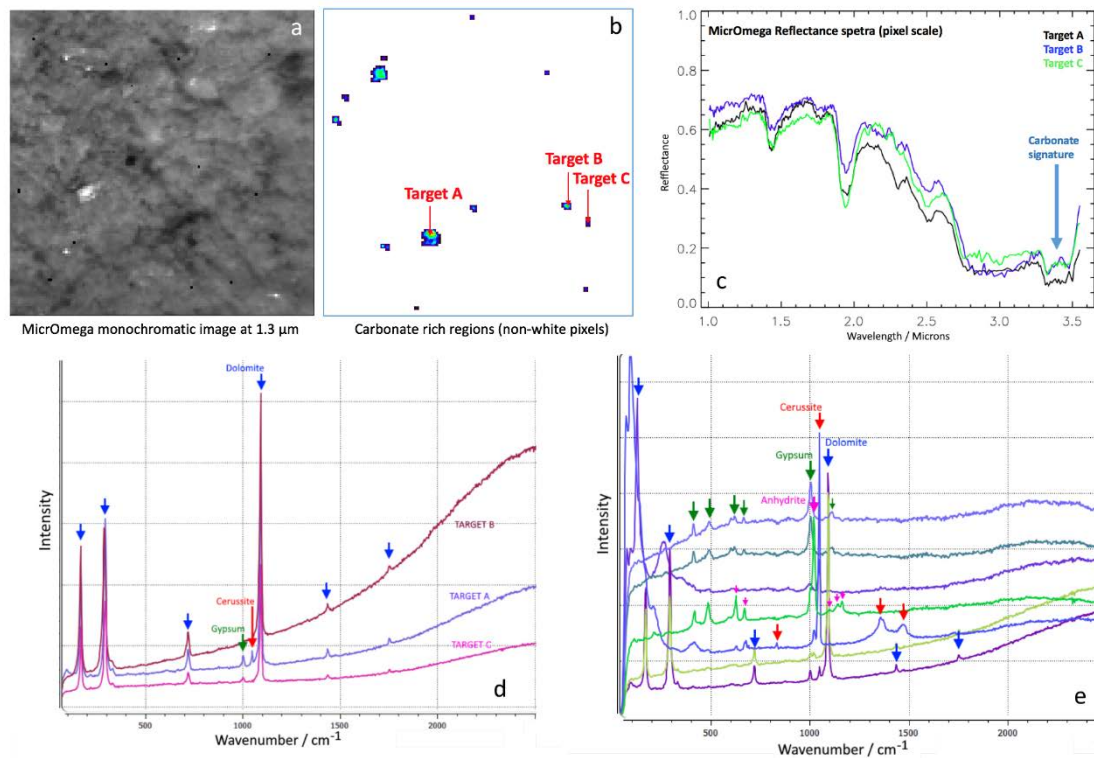 a
MicrOmega monochromatic image at 1.3 μm
b
Target B
Target C
Target A
Carbonate rich regions (non-white pixels)
MicrOmega Reflectance spetra (pixel scale)
Target A
Target B
Target C
Carbonate
signature
c
Reflectance
1.0
0.8
0.6
0.4
0.2
0.0
1.0
1.5
2.0
2.5
3.0
3.5
Wavelength / Microns
Dolomite
TARGET B
Cerussite
TARGET A
Gypsum
TARGET C
d
Intensity
500
1000
1500
2000
Wavenumber / cm⁻¹
Cerussite
Dolomite
Gypsum
Anhydrite
e
Intensity
500
1000
1500
2000
Wavenumber / cm⁻¹